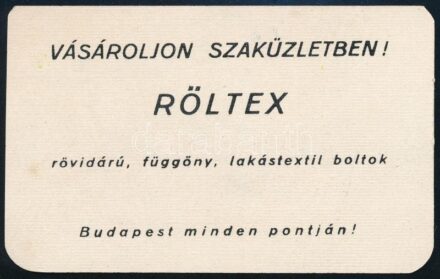 VÁSÁROLJON SZAKÜZLETBEN!
RÖLTEX
rövidárú, függöny, lakástextil boltok
Budapest minden pontján!